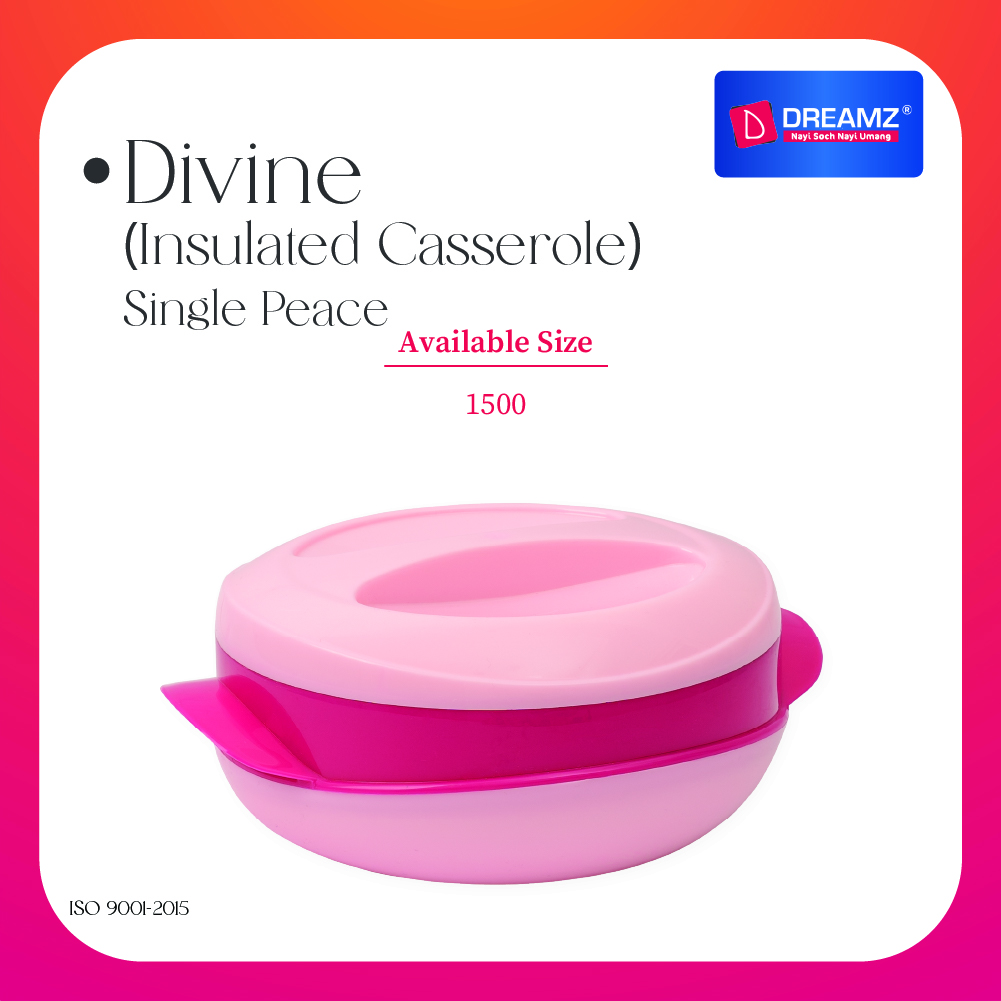 DREAMZ®
Nayi Soch Nayi Umang
• Divine
(Insulated Casserole)
Single Peace
Available Size
1500
ISO 9001-2015